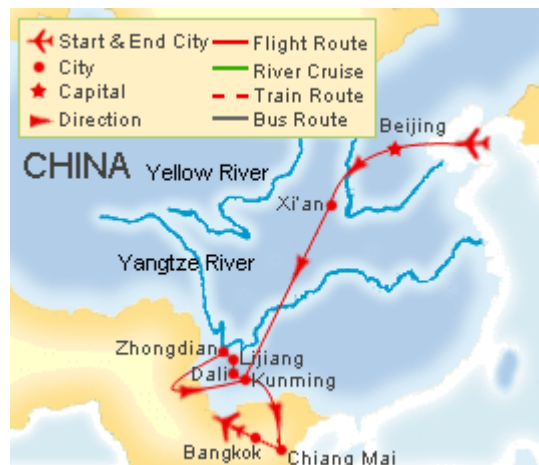 Start & End City
Flight Route
City
River Cruise
Capital
Train Route
Direction
Bus Route
Beijing
CHINA
Yellow River
Xi'an
Yangtze River
Zhongdian
Lijiang
Dali
Kunming
Bangkok
Chiang Mai